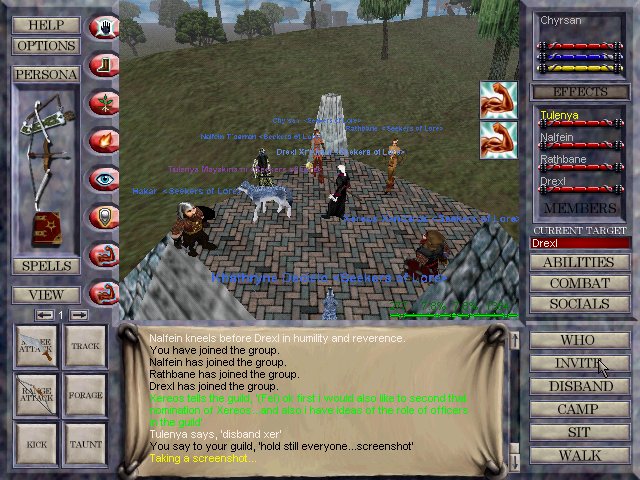 HELP
OPTIONS
PERSONA
SPELLS
VIEW
1
MELEE
ATTACK
TRACK
RANGE
ATTACK
FORAGE
KICK
TAUNT
<Seekers of Lore>
Rathbane <Seekers of Lore>
Nalfein <Seekers of Lore>
Drexl
Tulenya
Hakar <Seekers of Lore>
<Seekers of Lore>
Nalfein kneels before Drexl in humility and reverence.
You have joined the group.
Nalfein has joined the group.
Rathbane has joined the group.
Drexl has joined the group.
Xereos tells the guild, '(Fei) ok first i would also like to second that
nomination of Xereos...and also i have ideas of the role of officers
in the guild'
Tulenya says, 'disband xer'
You say to your guild, 'hold still everyone...screenshot'
Taking a screenshot...
Chyrsan
EFFECTS
Tulenya
Nalfein
Rathbane
Drexl
MEMBERS
CURRENT TARGET
Drexl
ABILITIES
COMBAT
SOCIALS
WHO
INVITE
DISBAND
CAMP
SIT
WALK